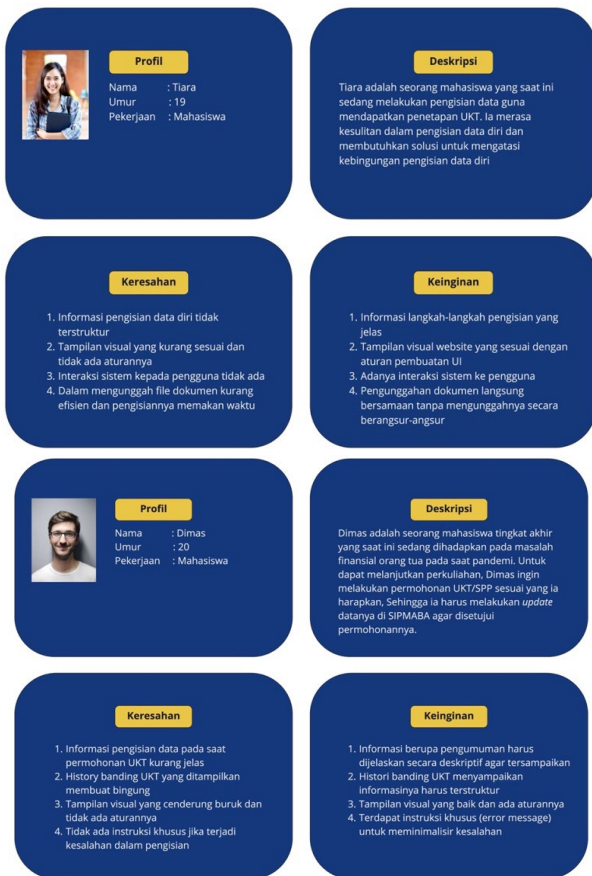 Profil
Nama : Tiara
Umur : 19
Pekerjaan : Mahasiswa
Deskripsi
Tiara adalah seorang mahasiswa yang saat ini
sedang melakukan pengisian data guna
mendapatkan penetapan UKT. Ia merasa
kesulitan dalam pengisian data diri dan
membutuhkan solusi untuk mengatasi
kebingungan pengisian data diri
Keresahan
1. Informasi pengisian data diri tidak
terstruktur
2. Tampilan visual yang kurang sesuai dan
tidak ada aturannya
3. Interaksi sistem kepada pengguna tidak ada
4. Dalam mengunggah file dokumen kurang
efisien dan pengisiannya memakan waktu
Keinginan
1. Informasi langkah-langkah pengisian yang
jelas
2. Tampilan visual website yang sesuai dengan
aturan pembuatan UI
3. Adanya interaksi sistem ke pengguna
4. Pengunggahan dokumen langsung
bersamaan tanpa mengunggahnya secara
berangsur-angsur
Profil
Nama : Dimas
Umur : 20
Pekerjaan : Mahasiswa
Deskripsi
Dimas adalah seorang mahasiswa tingkat akhir
yang saat ini sedang dihadapkan pada masalah
finansial orang tua pada saat pandemi. Untuk
dapat melanjutkan perkuliahan, Dimas ingin
melakukan permohonan UKT/SPP sesuai yang ia
harapkan, Sehingga ia harus melakukan update
datanya di SIPMABA agar disetujui
permohonannya.
Keresahan
1. Informasi pengisian data pada saat
permohonan UKT kurang jelas
2. History banding UKT yang ditampilkan
membuat bingung
3. Tampilan visual yang cenderung buruk dan
tidak ada aturannya
4. Tidak ada instruksi khusus jika terjadi
kesalahan dalam pengisian
Keinginan
1. Informasi berupa pengumuman harus
dijelaskan secara deskriptif agar tersampaikan
2. Histori banding UKT menyampaikan
informasinya harus terstruktur
3. Tampilan visual yang baik dan ada aturannya
4. Terdapat instruksi khusus (error message)
untuk meminimalisir kesalahan